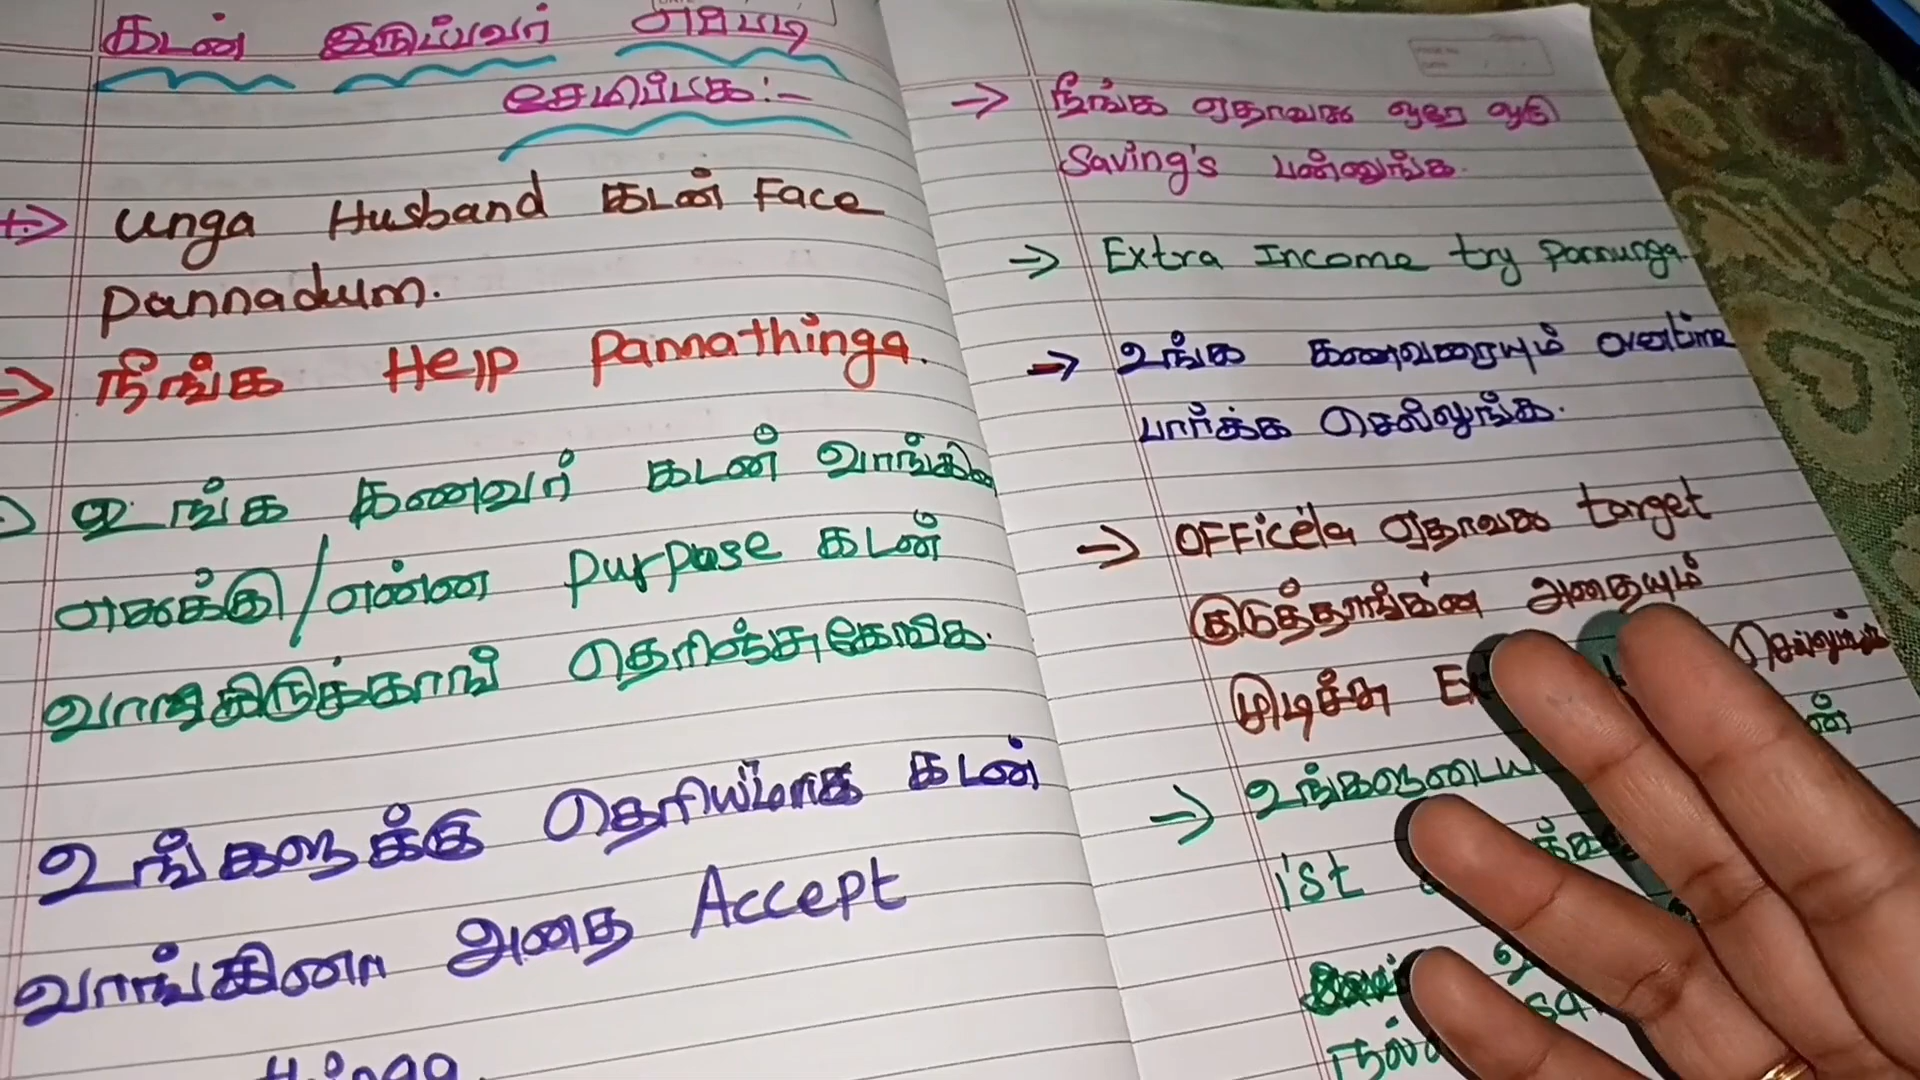 கடன் இருப்பவர் எப்படி
சேமிப்பது:-
unga Husband கடன் Face
pannadum.
நீங்க Help pannathinga.
உங்க கணவர் கடன் வாங்கின
எதுக்கு/என்ன purpose கடன்
வாங்கிருக்காங் தெரிஞ்சுகோங்க.
உங்களுக்கு தெரியாமக கடன்
வாங்கினா அதை Accept
நீங்க ஏதாவது ஒரே ஒரு
Saving's பண்ணுங்க.
Extra Income try pannunga.
உங்க கணவரையும் overtime
பார்க்க சொல்லுங்க.
OFFicela ஏதாவது target
குடுத்தாங்கன அதையும்
முடிச்சு சொல்லுங்க
உங்களுடைய
ist